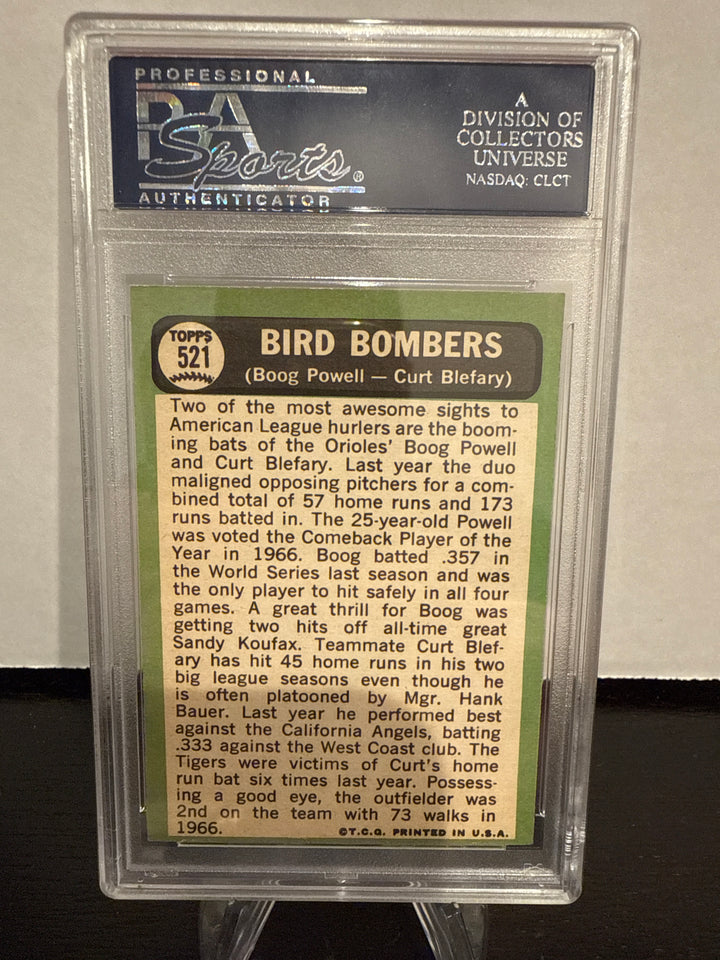 PROFESSIONAL
PSA
Sports®
AUTHENTICATOR
A
DIVISION OF
COLLECTORS
UNIVERSE
NASDAQ: CLCT
TOPPS
521
BIRD BOMBERS
(Boog Powell — Curt Blefary)
Two of the most awesome sights to
American League hurlers are the boom-
ing bats of the Orioles' Boog Powell
and Curt Blefary. Last year the duo
maligned opposing pitchers for a com-
bined total of 57 home runs and 173
runs batted in. The 25-year-old Powell
was voted the Comeback Player of the
Year in 1966. Boog batted .357 in
the World Series last season and was
the only player to hit safely in all four
games. A great thrill for Boog was
getting two hits off all-time great
Sandy Koufax. Teammate Curt Blef-
ary has hit 45 home runs in his two
big league seasons even though he
is often platooned by Mgr. Hank
Bauer. Last year he performed best
against the California Angels, batting
.333 against the West Coast club. The
Tigers were victims of Curt's home
run bat six times last year. Possess-
ing a good eye, the outfielder was
2nd on the team with 73 walks in
1966.
©T.C.G. PRINTED IN U.S.A.